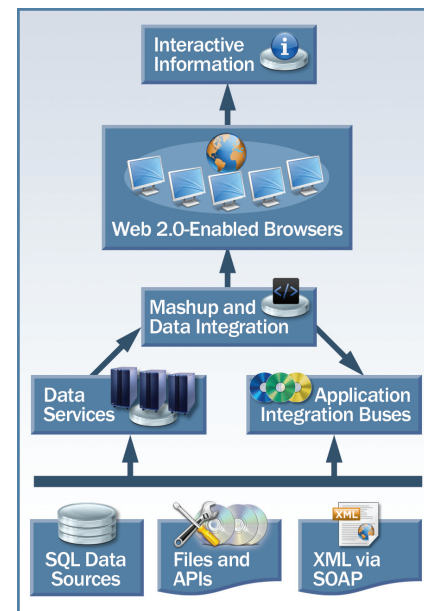 Interactive
Information
Web 2.0-Enabled Browsers
</>
Mashup and
Data Integration
Data
Services
Application
Integration Buses
SQL Data
Sources
Files and
APIs
XML
XML via
SOAP